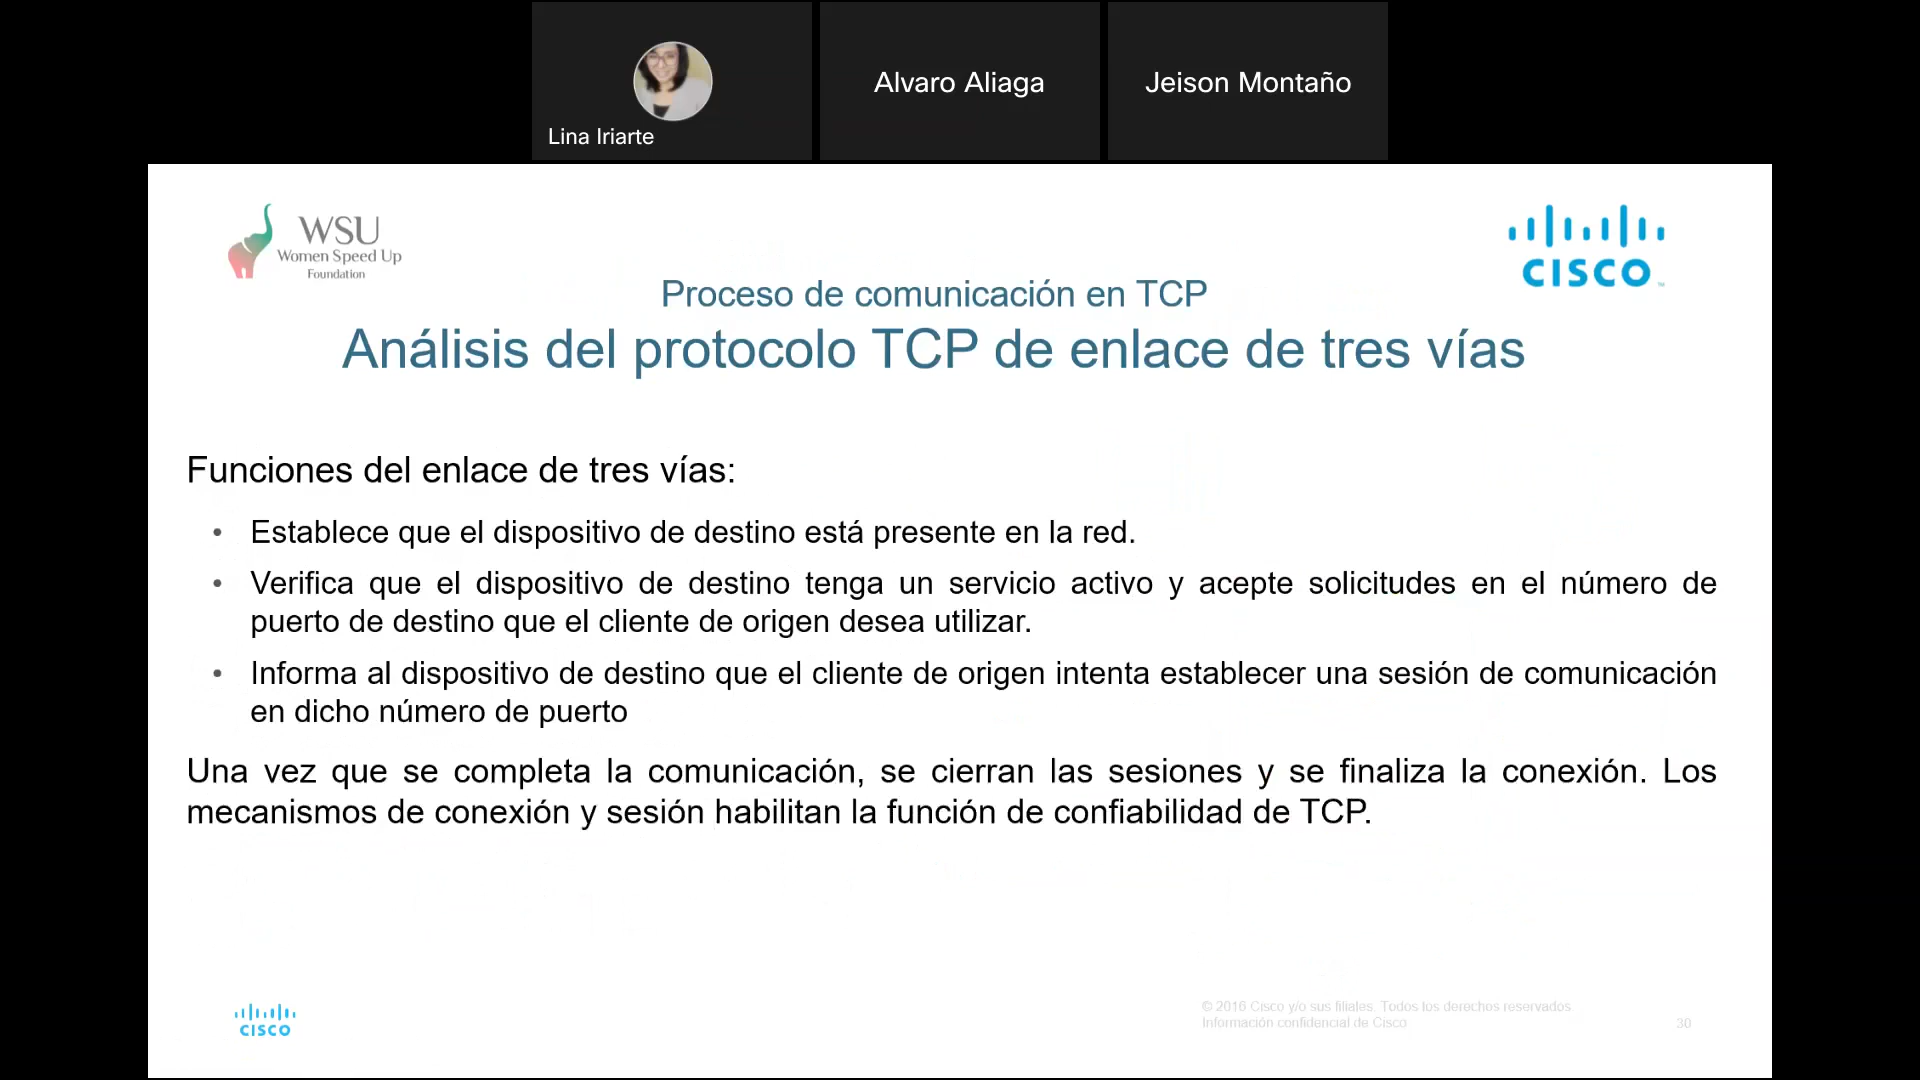 Lina Iriarte
Alvaro Aliaga
Jeison Montaño
WSU
Women Speed Up
Foundation
CISCO
Proceso de comunicación en TCP
Análisis del protocolo TCP de enlace de tres vías
Funciones del enlace de tres vías:
• Establece que el dispositivo de destino está presente en la red.
• Verifica que el dispositivo de destino tenga un servicio activo y acepte solicitudes en el número de
puerto de destino que el cliente de origen desea utilizar.
• Informa al dispositivo de destino que el cliente de origen intenta establecer una sesión de comunicación
en dicho número de puerto
Una vez que se completa la comunicación, se cierran las sesiones y se finaliza la conexión. Los
mecanismos de conexión y sesión habilitan la función de confiabilidad de TCP.
CISCO
© 2016 Cisco y/o sus filiales. Todos los derechos reservados.
Información confidencial de Cisco
30